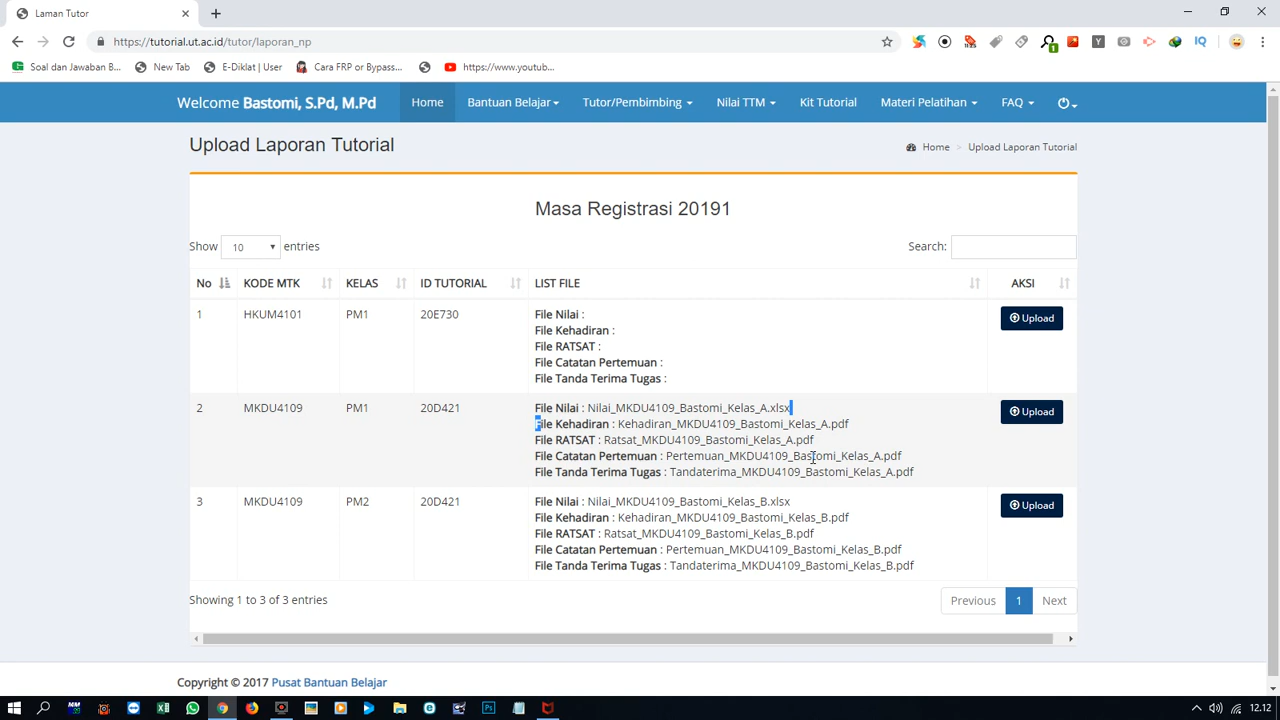 Laman Tutor
https://tutorial.ut.ac.id/tutor/laporan_np
Soal dan Jawaban B... New Tab E-Diklat | User Cara FRP or Bypass... https://www.youtub...
Welcome Bastomi, S.Pd, M.Pd Home Bantuan Belajar Tutor/Pembimbing Nilai TTM Kit Tutorial Materi Pelatihan FAQ
Upload Laporan Tutorial Home > Upload Laporan Tutorial
Masa Registrasi 20191
Show 10 entries Search:
No KODE MTK KELAS ID TUTORIAL LIST FILE AKSI
1 HKUM4101 PM1 20E730 File Nilai : Upload
File Kehadiran :
File RATSAT :
File Catatan Pertemuan :
File Tanda Terima Tugas :
2 MKDU4109 PM1 20D421 File Nilai : Nilai_MKDU4109_Bastomi_Kelas_A.xlsx Upload
File Kehadiran : Kehadiran_MKDU4109_Bastomi_Kelas_A.pdf
File RATSAT : Ratsat_MKDU4109_Bastomi_Kelas_A.pdf
File Catatan Pertemuan : Pertemuan_MKDU4109_Bastomi_Kelas_A.pdf
File Tanda Terima Tugas : Tandaterima_MKDU4109_Bastomi_Kelas_A.pdf
3 MKDU4109 PM2 20D421 File Nilai : Nilai_MKDU4109_Bastomi_Kelas_B.xlsx Upload
File Kehadiran : Kehadiran_MKDU4109_Bastomi_Kelas_B.pdf
File RATSAT : Ratsat_MKDU4109_Bastomi_Kelas_B.pdf
File Catatan Pertemuan : Pertemuan_MKDU4109_Bastomi_Kelas_B.pdf
File Tanda Terima Tugas : Tandaterima_MKDU4109_Bastomi_Kelas_B.pdf
Showing 1 to 3 of 3 entries Previous 1 Next
Copyright © 2017 Pusat Bantuan Belajar
12.12